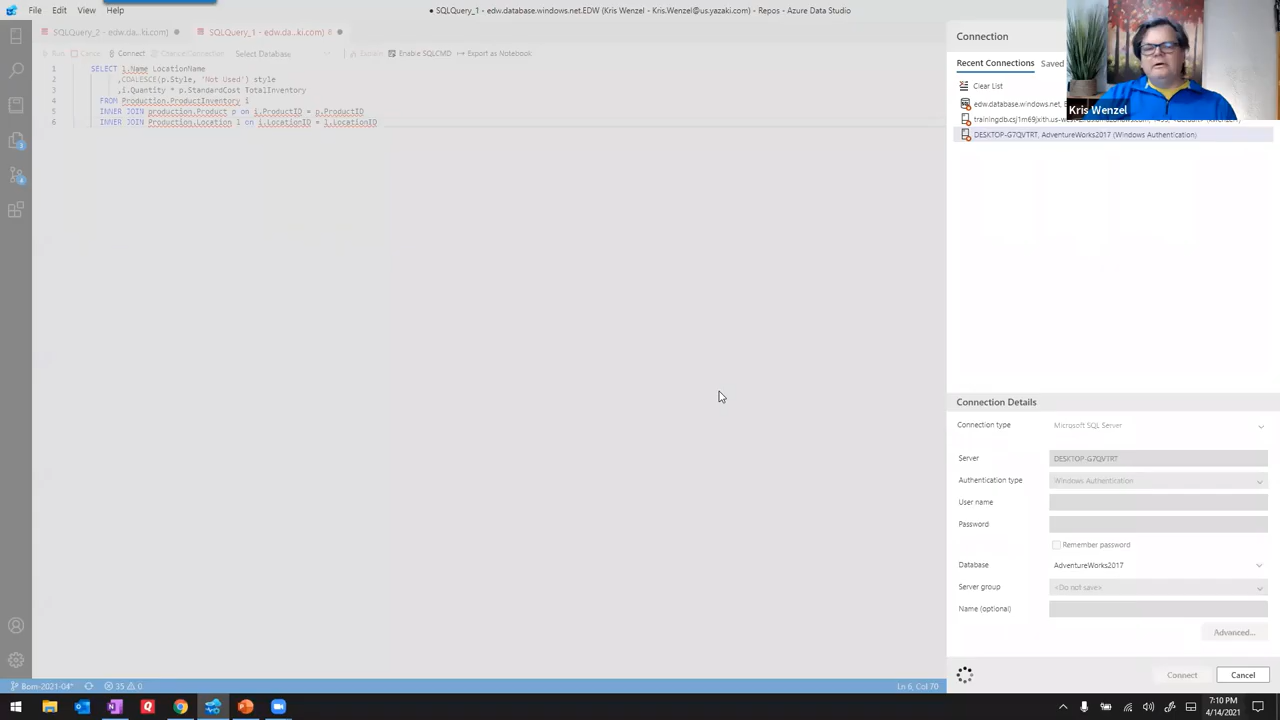 File Edit View Help
● SQLQuery_1 - edw.database.windows.net.EDW (Kris Wenzel - Kris.Wenzel@us.yazaki.com) - Repos - Azure Data Studio
SQLQuery_2 - edw.da...ki.com) ●
SQLQuery_1 - edw.da...ki.com) ●
Run Cancel Connect Change Connection Select Database Explain Enable SQLCMD Export as Notebook
1 SELECT l.Name LocationName
2 ,COALESCE(p.Style, 'Not Used') style
3 ,i.Quantity * p.StandardCost TotalInventory
4 FROM Production.ProductInventory i
5 INNER JOIN production.Product p on i.ProductID = p.ProductID
6 INNER JOIN Production.Location l on i.LocationID = l.LocationID
Connection
Recent Connections Saved
Clear List
edw.database.windows.net,
DESKTOP-G7QVTRT, AdventureWorks2017 (Windows Authentication)
Kris Wenzel
Connection Details
Connection type Microsoft SQL Server
Server DESKTOP-G7QVTRT
Authentication type Windows Authentication
User name
Password
Remember password
Database AdventureWorks2017
Server group <Do not save>
Name (optional)
Advanced...
Connect Cancel
3
4
Bom-2021-04* 35 0
Ln 6, Col 70
7:10 PM
4/14/2021